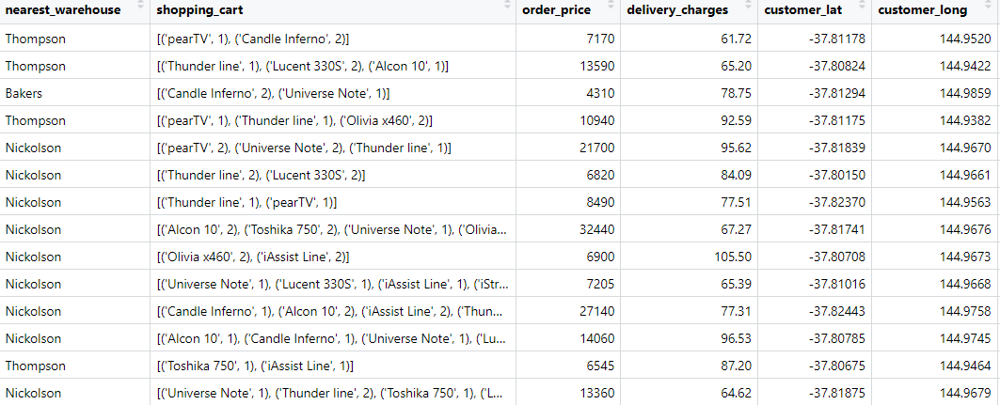 nearest_warehouse shopping_cart order_price delivery_charges customer_lat customer_long
Thompson [('pearTV', 1), ('Candle Inferno', 2)] 7170 61.72 -37.81178 144.9520
Thompson [('Thunder line', 1), ('Lucent 330S', 2), ('Alcon 10', 1)] 13590 65.20 -37.80824 144.9422
Bakers [('Candle Inferno', 2), ('Universe Note', 1)] 4310 78.75 -37.81294 144.9859
Thompson [('pearTV', 1), ('Thunder line', 1), ('Olivia x460', 2)] 10940 92.59 -37.81175 144.9382
Nickolson [('pearTV', 2), ('Universe Note', 2), ('Thunder line', 1)] 21700 95.62 -37.81839 144.9670
Nickolson [('Thunder line', 2), ('Lucent 330S', 2)] 6820 84.09 -37.80150 144.9661
Nickolson [('Thunder line', 1), ('pearTV', 1)] 8490 77.51 -37.82370 144.9563
Nickolson [('Alcon 10', 2), ('Toshika 750', 2), ('Universe Note', 1), ('Olivia... 32440 67.27 -37.81741 144.9676
Nickolson [('Olivia x460', 2), ('iAssist Line', 2)] 6900 105.50 -37.80708 144.9673
Nickolson [('Universe Note', 1), ('Lucent 330S', 1), ('iAssist Line', 1), ('iStr... 7205 65.39 -37.81016 144.9668
Nickolson [('Candle Inferno', 1), ('Alcon 10', 2), ('iAssist Line', 2), ('Thun... 27140 77.31 -37.82443 144.9758
Nickolson [('Alcon 10', 1), ('Candle Inferno', 1), ('Universe Note', 1), ('Lu... 14060 96.53 -37.80785 144.9745
Thompson [('Toshika 750', 1), ('iAssist Line', 1)] 6545 87.20 -37.80675 144.9464
Nickolson [('Universe Note', 1), ('Thunder line', 2), ('Toshika 750', 1), ('L... 13360 64.62 -37.81875 144.9679